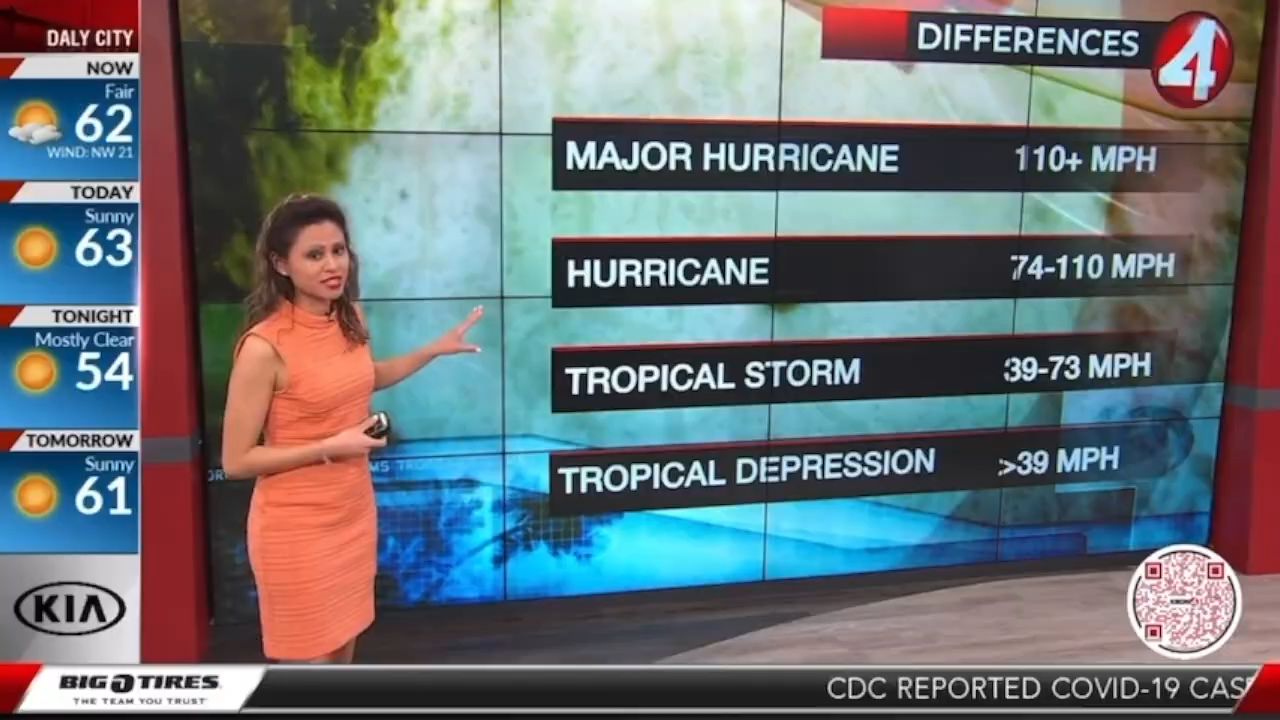 DALY CITY
NOW
Fair
62
WIND: NW 21
TODAY
Sunny
63
TONIGHT
Mostly Clear
54
TOMORROW
Sunny
61
KIA
DIFFERENCES
4
MAJOR HURRICANE 110+ MPH
HURRICANE 74-110 MPH
TROPICAL STORM 39-73 MPH
TROPICAL DEPRESSION >39 MPH
BIG O TIRES
THE TEAM YOU TRUST
CDC REPORTED COVID-19 CAS